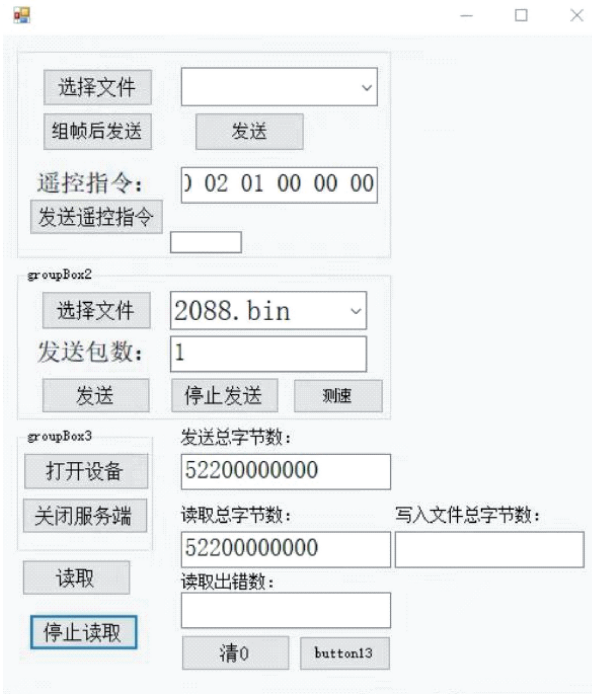 选择文件
组帧后发送 发送
遥控指令： 02 01 00 00 00
发送遥控指令
groupBox2
选择文件 2088.bin
发送包数： 1
发送 停止发送 测速
groupBox3 发送总字节数：
打开设备 52200000000
关闭服务端 读取总字节数： 写入文件总字节数：
52200000000
读取 读取出错数：
停止读取
清0 button13